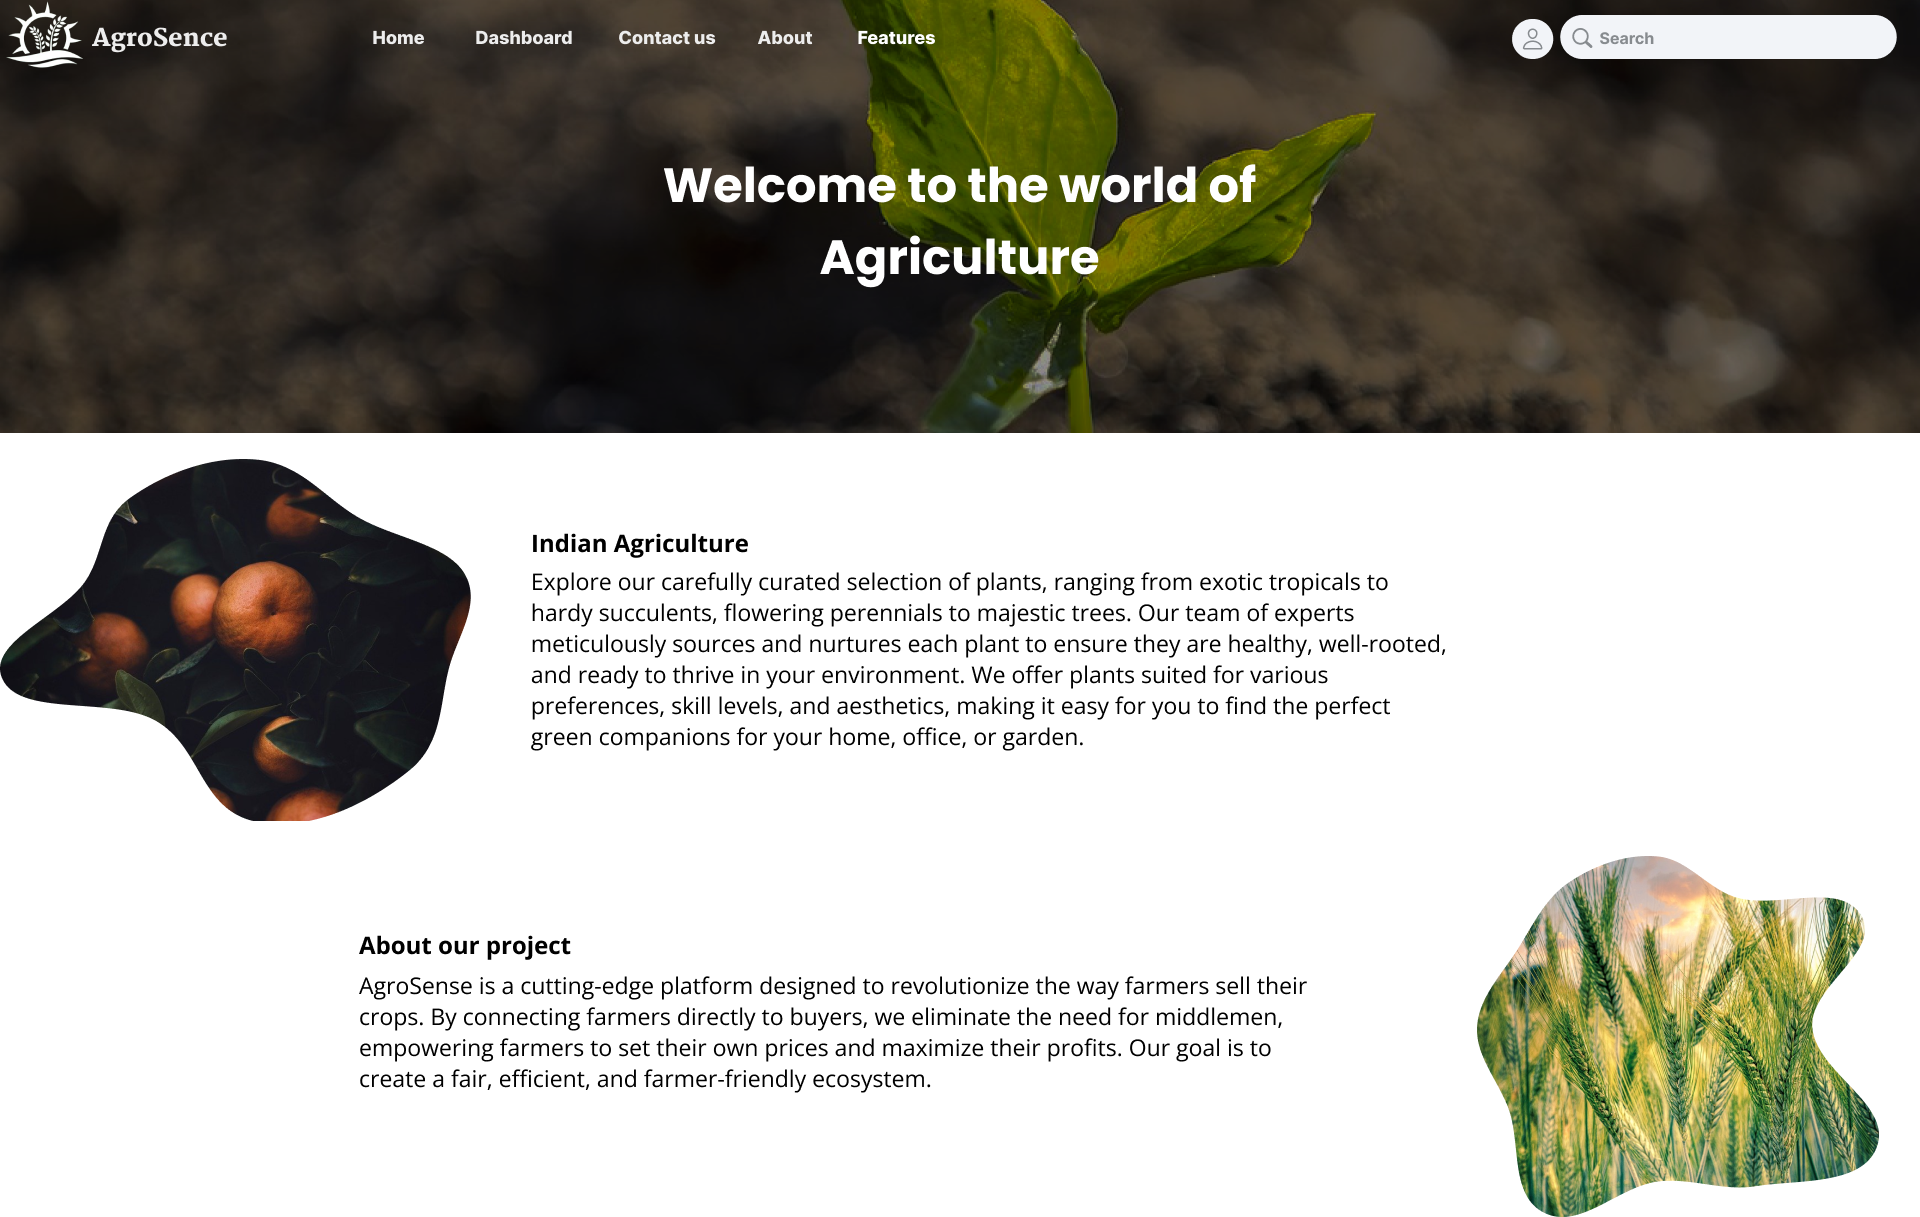 AgroSence
Home Dashboard Contact us About Features
Search
Welcome to the world of
Agriculture
Indian Agriculture
Explore our carefully curated selection of plants, ranging from exotic tropicals to
hardy succulents, flowering perennials to majestic trees. Our team of experts
meticulously sources and nurtures each plant to ensure they are healthy, well-rooted,
and ready to thrive in your environment. We offer plants suited for various
preferences, skill levels, and aesthetics, making it easy for you to find the perfect
green companions for your home, office, or garden.
About our project
AgroSense is a cutting-edge platform designed to revolutionize the way farmers sell their
crops. By connecting farmers directly to buyers, we eliminate the need for middlemen,
empowering farmers to set their own prices and maximize their profits. Our goal is to
create a fair, efficient, and farmer-friendly ecosystem.